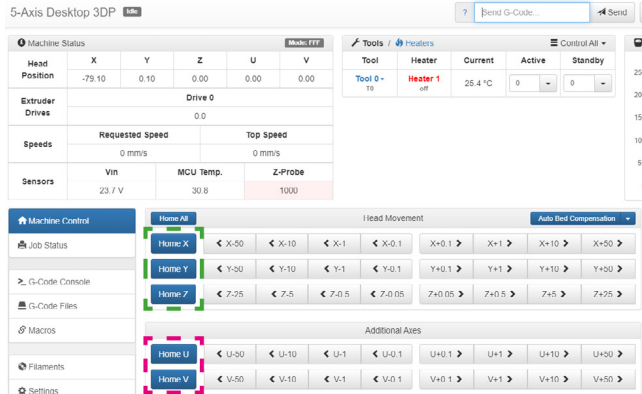 5-Axis Desktop 3DP Idle ? Send G-Code... Send
Machine Status Mode: FFF Tools / Heaters Control All
Head Position X Y Z U V
-79.10 0.10 0.00 0.00 0.00
Tool Heater Current Active Standby
Tool 0 Heater 1 25.4 °C 0 0
T0 off
Extruder Drives Drive 0
0.0
Speeds Requested Speed Top Speed
0 mm/s 0 mm/s
Sensors Vin MCU Temp. Z-Probe
23.7 V 30.8 1000
25
20
15
10
5
Machine Control
Job Status
G-Code Console
G-Code Files
Macros
Filaments
Settings
Home All Head Movement Auto Bed Compensation
Home X X-50 X-10 X-1 X-0.1 X+0.1 X+1 X+10 X+50
Home Y Y-50 Y-10 Y-1 Y-0.1 Y+0.1 Y+1 Y+10 Y+50
Home Z Z-25 Z-5 Z-0.5 Z-0.05 Z+0.05 Z+0.5 Z+5 Z+25
Additional Axes
Home U U-50 U-10 U-1 U-0.1 U+0.1 U+1 U+10 U+50
Home V V-50 V-10 V-1 V-0.1 V+0.1 V+1 V+10 V+50